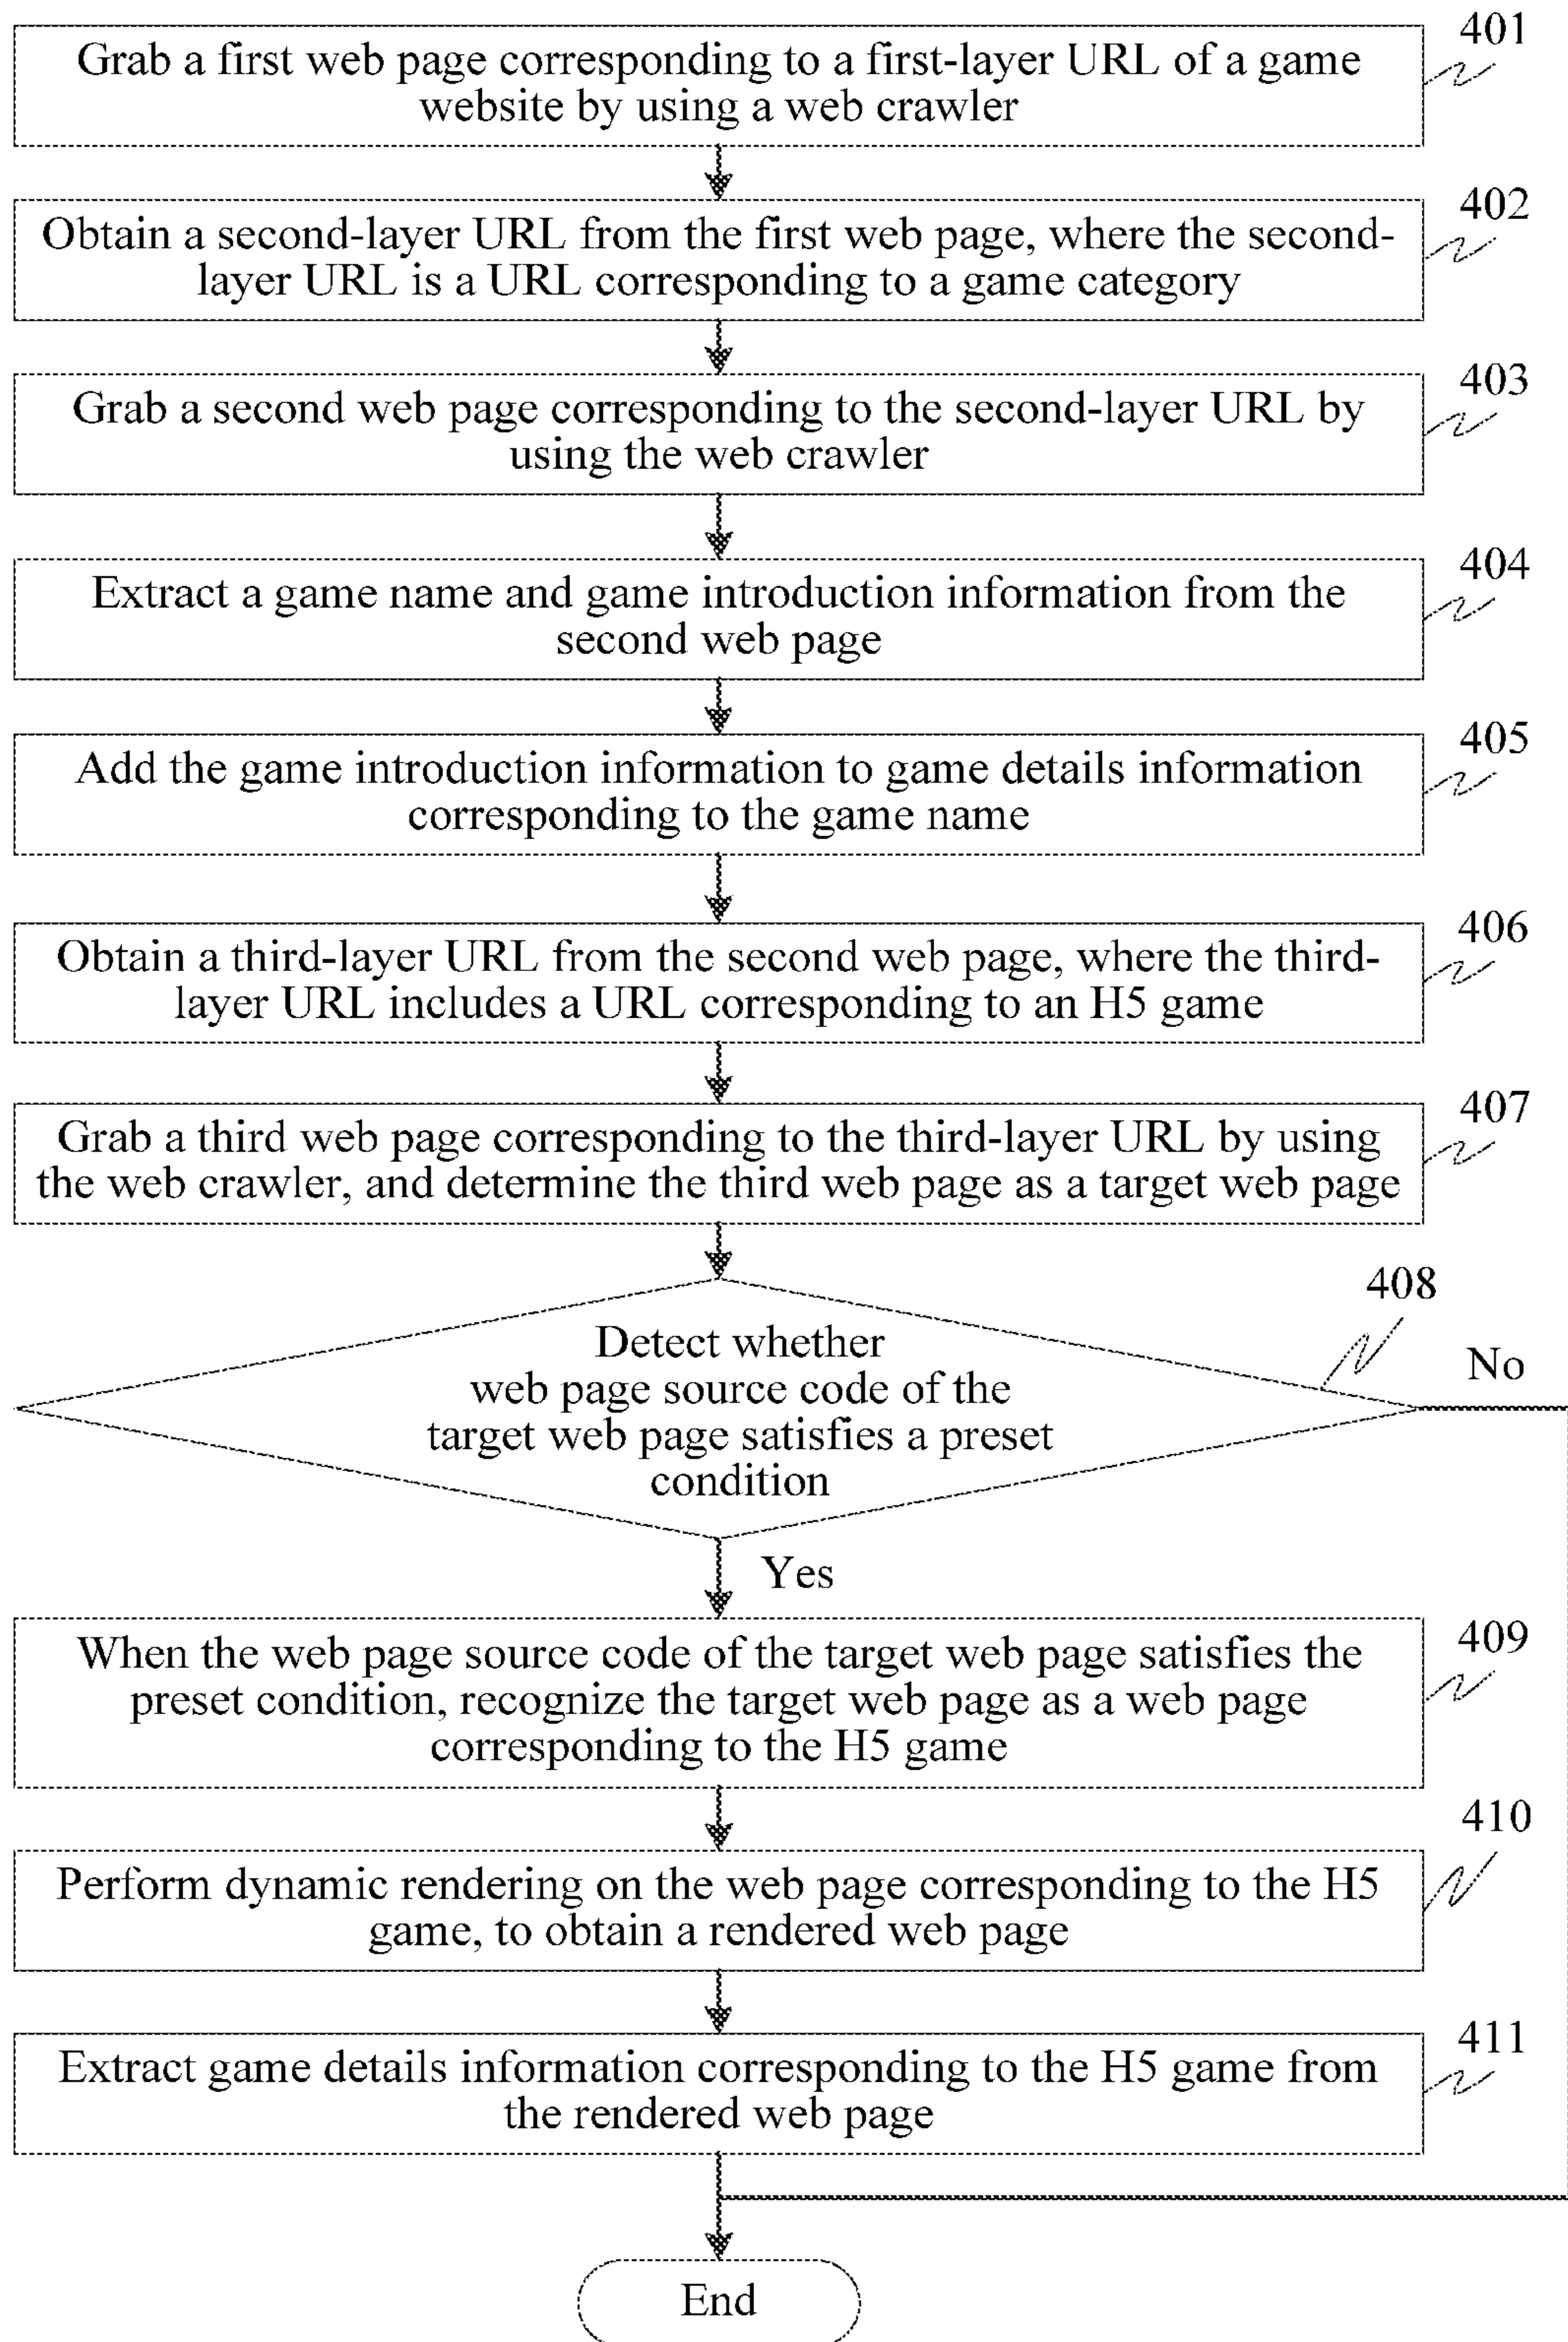 401
Grab a first web page corresponding to a first-layer URL of a game
website by using a web crawler
402
Obtain a second-layer URL from the first web page, where the second-
layer URL is a URL corresponding to a game category
403
Grab a second web page corresponding to the second-layer URL by
using the web crawler
404
Extract a game name and game introduction information from the
second web page
405
Add the game introduction information to game details information
corresponding to the game name
406
Obtain a third-layer URL from the second web page, where the third-
layer URL includes a URL corresponding to an H5 game
407
Grab a third web page corresponding to the third-layer URL by using
the web crawler, and determine the third web page as a target web page
408
Detect whether
web page source code of the
target web page satisfies a preset
condition
No
Yes
409
When the web page source code of the target web page satisfies the
preset condition, recognize the target web page as a web page
corresponding to the H5 game
410
Perform dynamic rendering on the web page corresponding to the H5
game, to obtain a rendered web page
411
Extract game details information corresponding to the H5 game from
the rendered web page
End